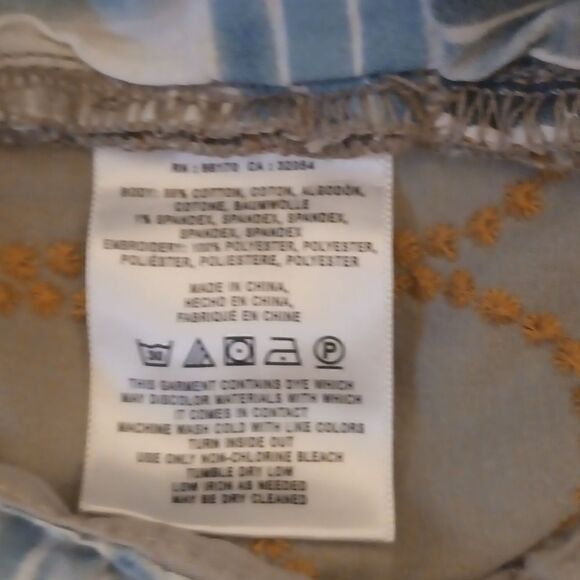 RN : 66170 CA : 32054
BODY: 99% COTTON, COTON, ALGODÓN,
COTONE, BAUMWOLLE
1% SPANDEX, SPANDEX, SPANDEX,
SPANDEX, SPANDEX
EMBROIDERY: 100% POLYESTER, POLYESTER,
POLIÉSTER, POLIESTERE, POLYESTER
MADE IN CHINA,
HECHO EN CHINA,
FABRIQUÉ EN CHINE
30 P
THIS GARMENT CONTAINS DYE WHICH
MAY DISCOLOR MATERIALS WITH WHICH
IT COMES IN CONTACT
MACHINE WASH COLD WITH LIKE COLORS
TURN INSIDE OUT
USE ONLY NON-CHLORINE BLEACH
TUMBLE DRY LOW
LOW IRON AS NEEDED
MAY BE DRY CLEANED